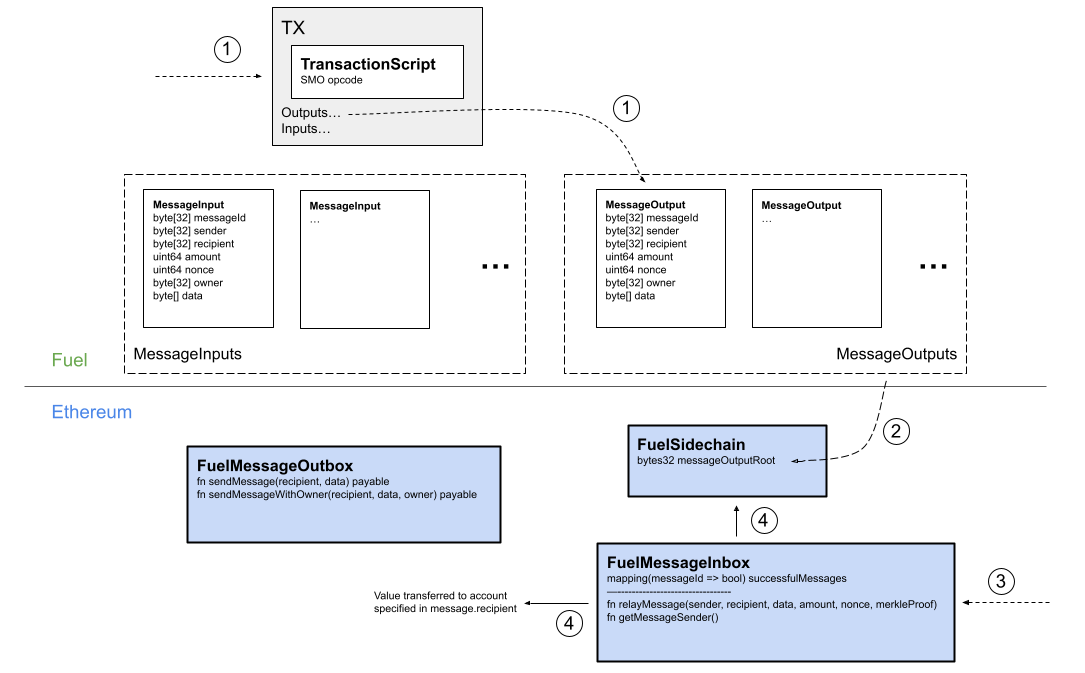 TX
1
TransactionScript
SMO opcode
Outputs…
Inputs…
1
MessageInput
byte[32] messageId
byte[32] sender
byte[32] recipient
uint64 amount
uint64 nonce
byte[32] owner
byte[] data
MessageInput
…
...
MessageInputs
MessageOutput
byte[32] messageId
byte[32] sender
byte[32] recipient
uint64 amount
uint64 nonce
byte[32] owner
byte[] data
MessageOutput
…
...
MessageOutputs
Fuel
Ethereum
2
FuelSidechain
bytes32 messageOutputRoot
FuelMessageOutbox
fn sendMessage(recipient, data) payable
fn sendMessageWithOwner(recipient, data, owner) payable
4
FuelMessageInbox
mapping(messageId => bool) successfulMessages
-----------------------------------
fn relayMessage(sender, recipient, data, amount, nonce, merkleProof)
fn getMessageSender()
3
Value transferred to account
specified in message.recipient
4